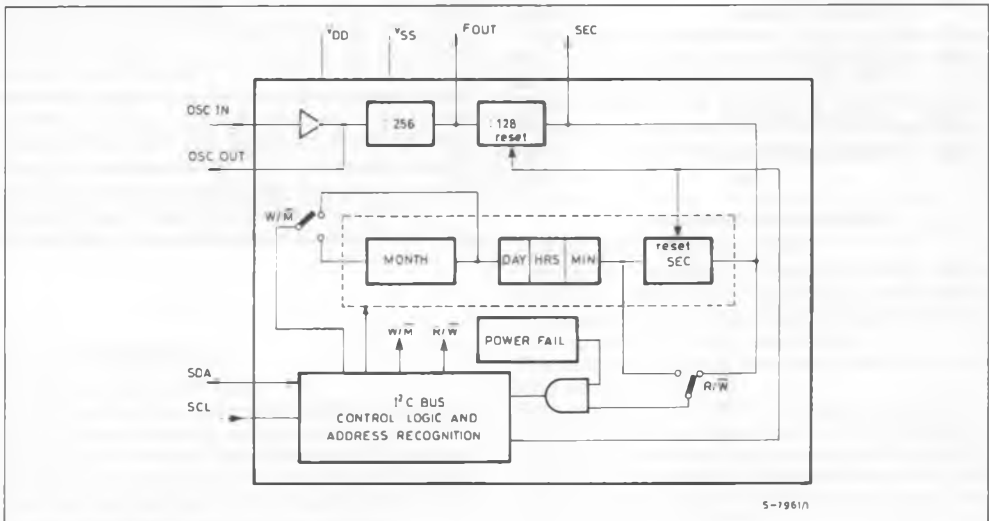 VDD VSS FOUT SEC
OSC IN
: 256
: 128
reset
OSC OUT
W/M̅
MONTH
DAY HRS MIN
reset
SEC
W/M̅ R/W̅
POWER FAIL
SDA
SCL
I²C BUS
CONTROL LOGIC AND
ADDRESS RECOGNITION
R/W̅
S-7961/1